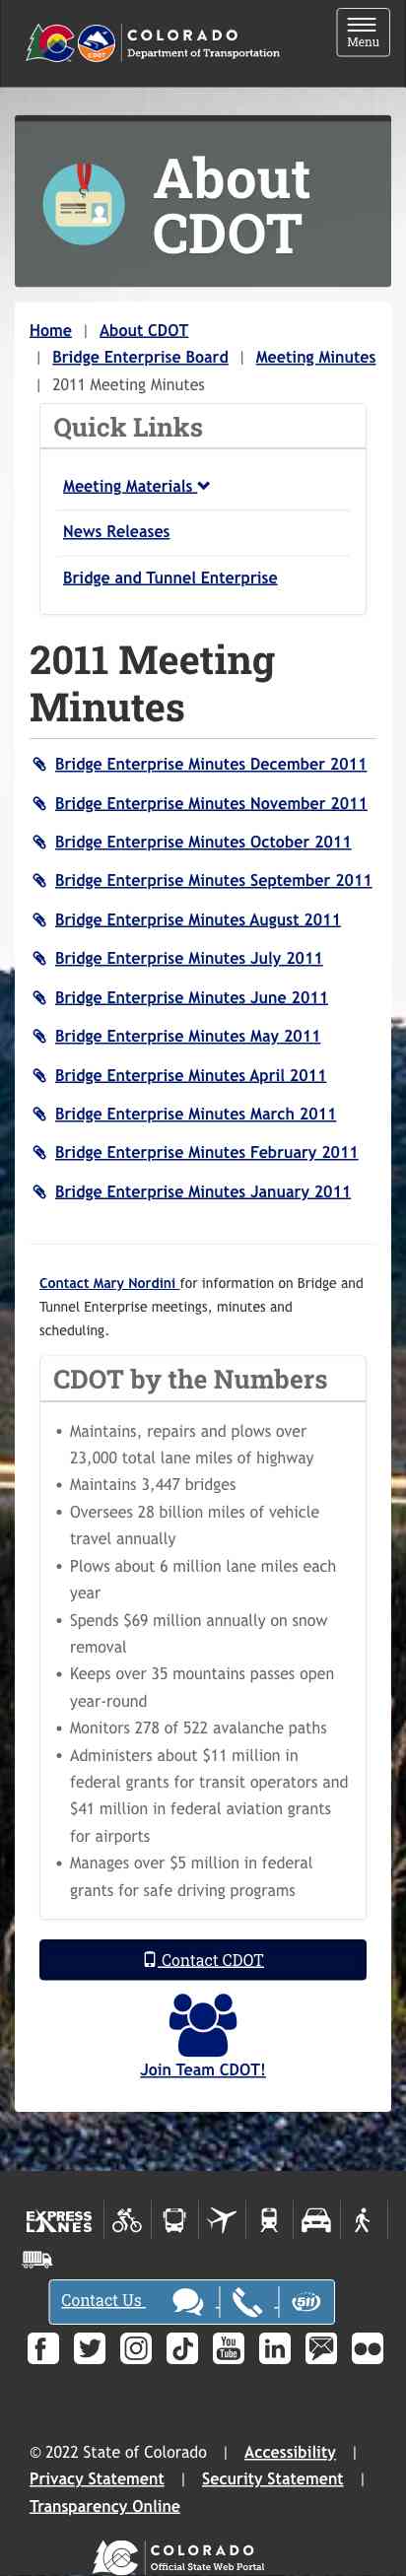 COLORADO
Department of Transportation
CDOT
Menu
About
CDOT
Home | About CDOT
| Bridge Enterprise Board | Meeting Minutes
| 2011 Meeting Minutes
Quick Links
Meeting Materials
News Releases
Bridge and Tunnel Enterprise
2011 Meeting
Minutes
Bridge Enterprise Minutes December 2011
Bridge Enterprise Minutes November 2011
Bridge Enterprise Minutes October 2011
Bridge Enterprise Minutes September 2011
Bridge Enterprise Minutes August 2011
Bridge Enterprise Minutes July 2011
Bridge Enterprise Minutes June 2011
Bridge Enterprise Minutes May 2011
Bridge Enterprise Minutes April 2011
Bridge Enterprise Minutes March 2011
Bridge Enterprise Minutes February 2011
Bridge Enterprise Minutes January 2011
Contact Mary Nordini for information on Bridge and
Tunnel Enterprise meetings, minutes and
scheduling.
CDOT by the Numbers
• Maintains, repairs and plows over
23,000 total lane miles of highway
• Maintains 3,447 bridges
• Oversees 28 billion miles of vehicle
travel annually
• Plows about 6 million lane miles each
year
• Spends $69 million annually on snow
removal
• Keeps over 35 mountains passes open
year-round
• Monitors 278 of 522 avalanche paths
• Administers about $11 million in
federal grants for transit operators and
$41 million in federal aviation grants
for airports
• Manages over $5 million in federal
grants for safe driving programs
Contact CDOT
Join Team CDOT!
EXPRESS
LANES
Contact Us
511
You
Tube
in
© 2022 State of Colorado | Accessibility |
Privacy Statement | Security Statement |
Transparency Online
COLORADO
Official State Web Portal